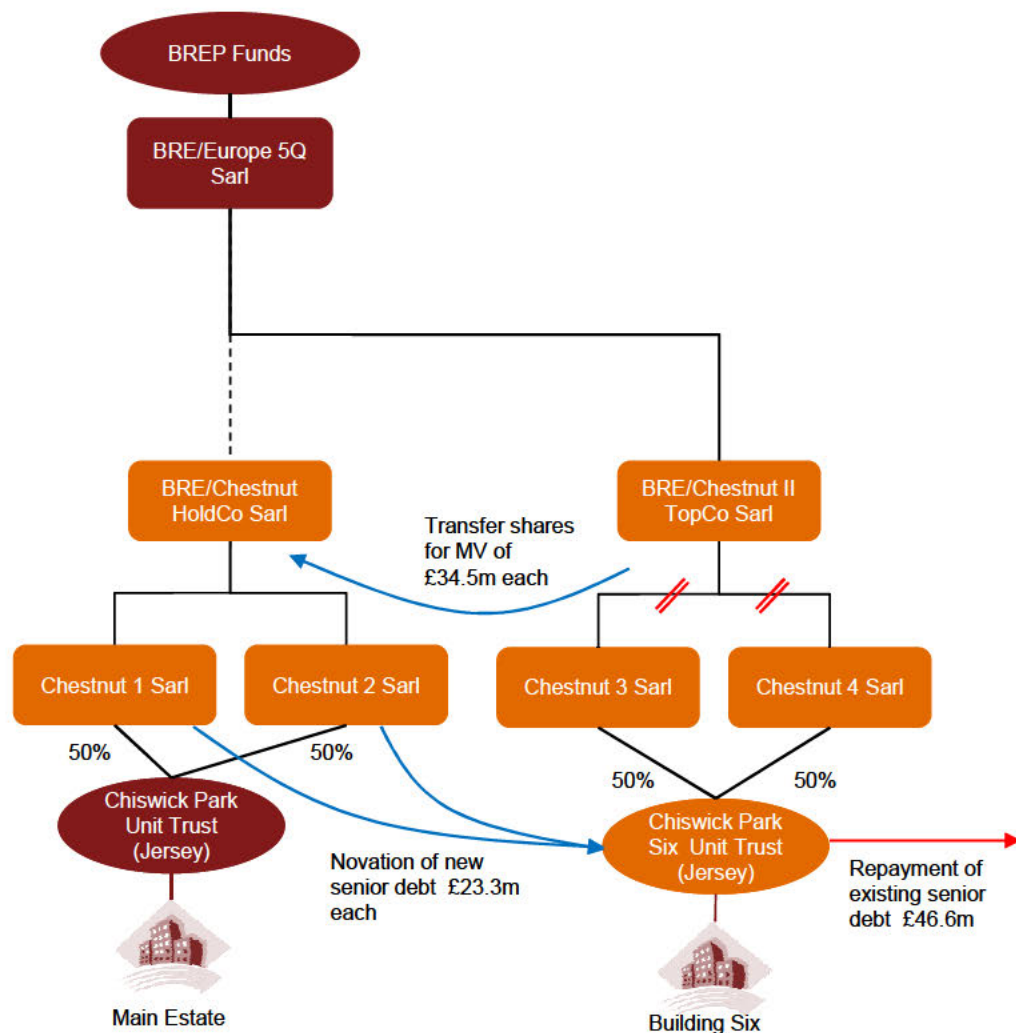 BREP Funds
BRE/Europe 5Q
Sarl
BRE/Chestnut
HoldCo Sarl
BRE/Chestnut II
TopCo Sarl
Transfer shares
for MV of
£34.5m each
Chestnut 1 Sarl
Chestnut 2 Sarl
Chestnut 3 Sarl
Chestnut 4 Sarl
50%
50%
50%
50%
Chiswick Park
Unit Trust
(Jersey)
Novation of new
senior debt £23.3m
each
Chiswick Park
Six Unit Trust
(Jersey)
Repayment of
existing senior
debt £46.6m
Main Estate
Building Six